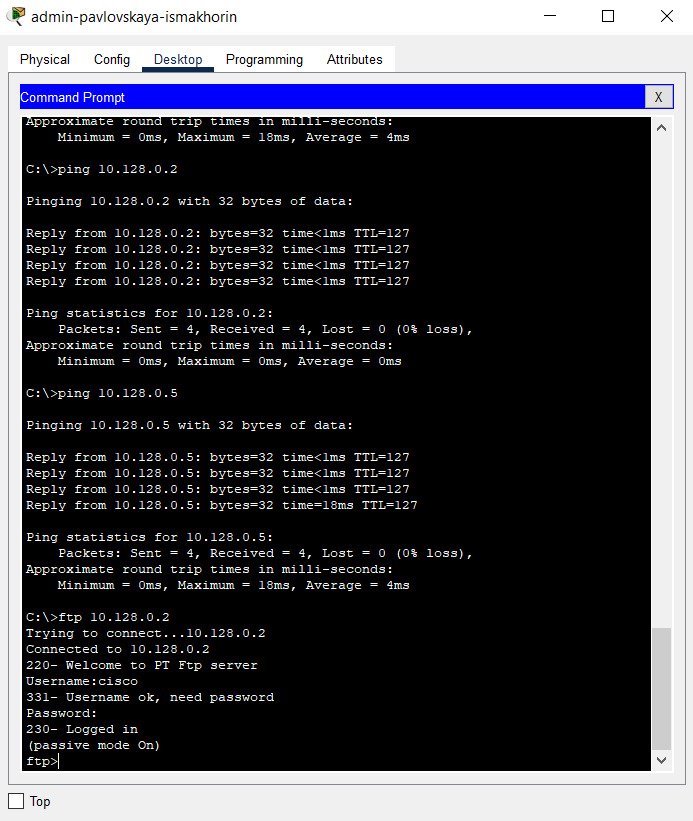 admin-pavlovskaya-ismakhorin
Physical Config Desktop Programming Attributes
Command Prompt X
Approximate round trip times in milli-seconds:
    Minimum = 0ms, Maximum = 18ms, Average = 4ms
C:\>ping 10.128.0.2
Pinging 10.128.0.2 with 32 bytes of data:
Reply from 10.128.0.2: bytes=32 time<1ms TTL=127
Reply from 10.128.0.2: bytes=32 time<1ms TTL=127
Reply from 10.128.0.2: bytes=32 time<1ms TTL=127
Reply from 10.128.0.2: bytes=32 time<1ms TTL=127
Ping statistics for 10.128.0.2:
    Packets: Sent = 4, Received = 4, Lost = 0 (0% loss),
Approximate round trip times in milli-seconds:
    Minimum = 0ms, Maximum = 0ms, Average = 0ms
C:\>ping 10.128.0.5
Pinging 10.128.0.5 with 32 bytes of data:
Reply from 10.128.0.5: bytes=32 time<1ms TTL=127
Reply from 10.128.0.5: bytes=32 time<1ms TTL=127
Reply from 10.128.0.5: bytes=32 time<1ms TTL=127
Reply from 10.128.0.5: bytes=32 time=18ms TTL=127
Ping statistics for 10.128.0.5:
    Packets: Sent = 4, Received = 4, Lost = 0 (0% loss),
Approximate round trip times in milli-seconds:
    Minimum = 0ms, Maximum = 18ms, Average = 4ms
C:\>ftp 10.128.0.2
Trying to connect...10.128.0.2
Connected to 10.128.0.2
220- Welcome to PT Ftp server
Username:cisco
331- Username ok, need password
Password:
230- Logged in
(passive mode On)
ftp>
Top